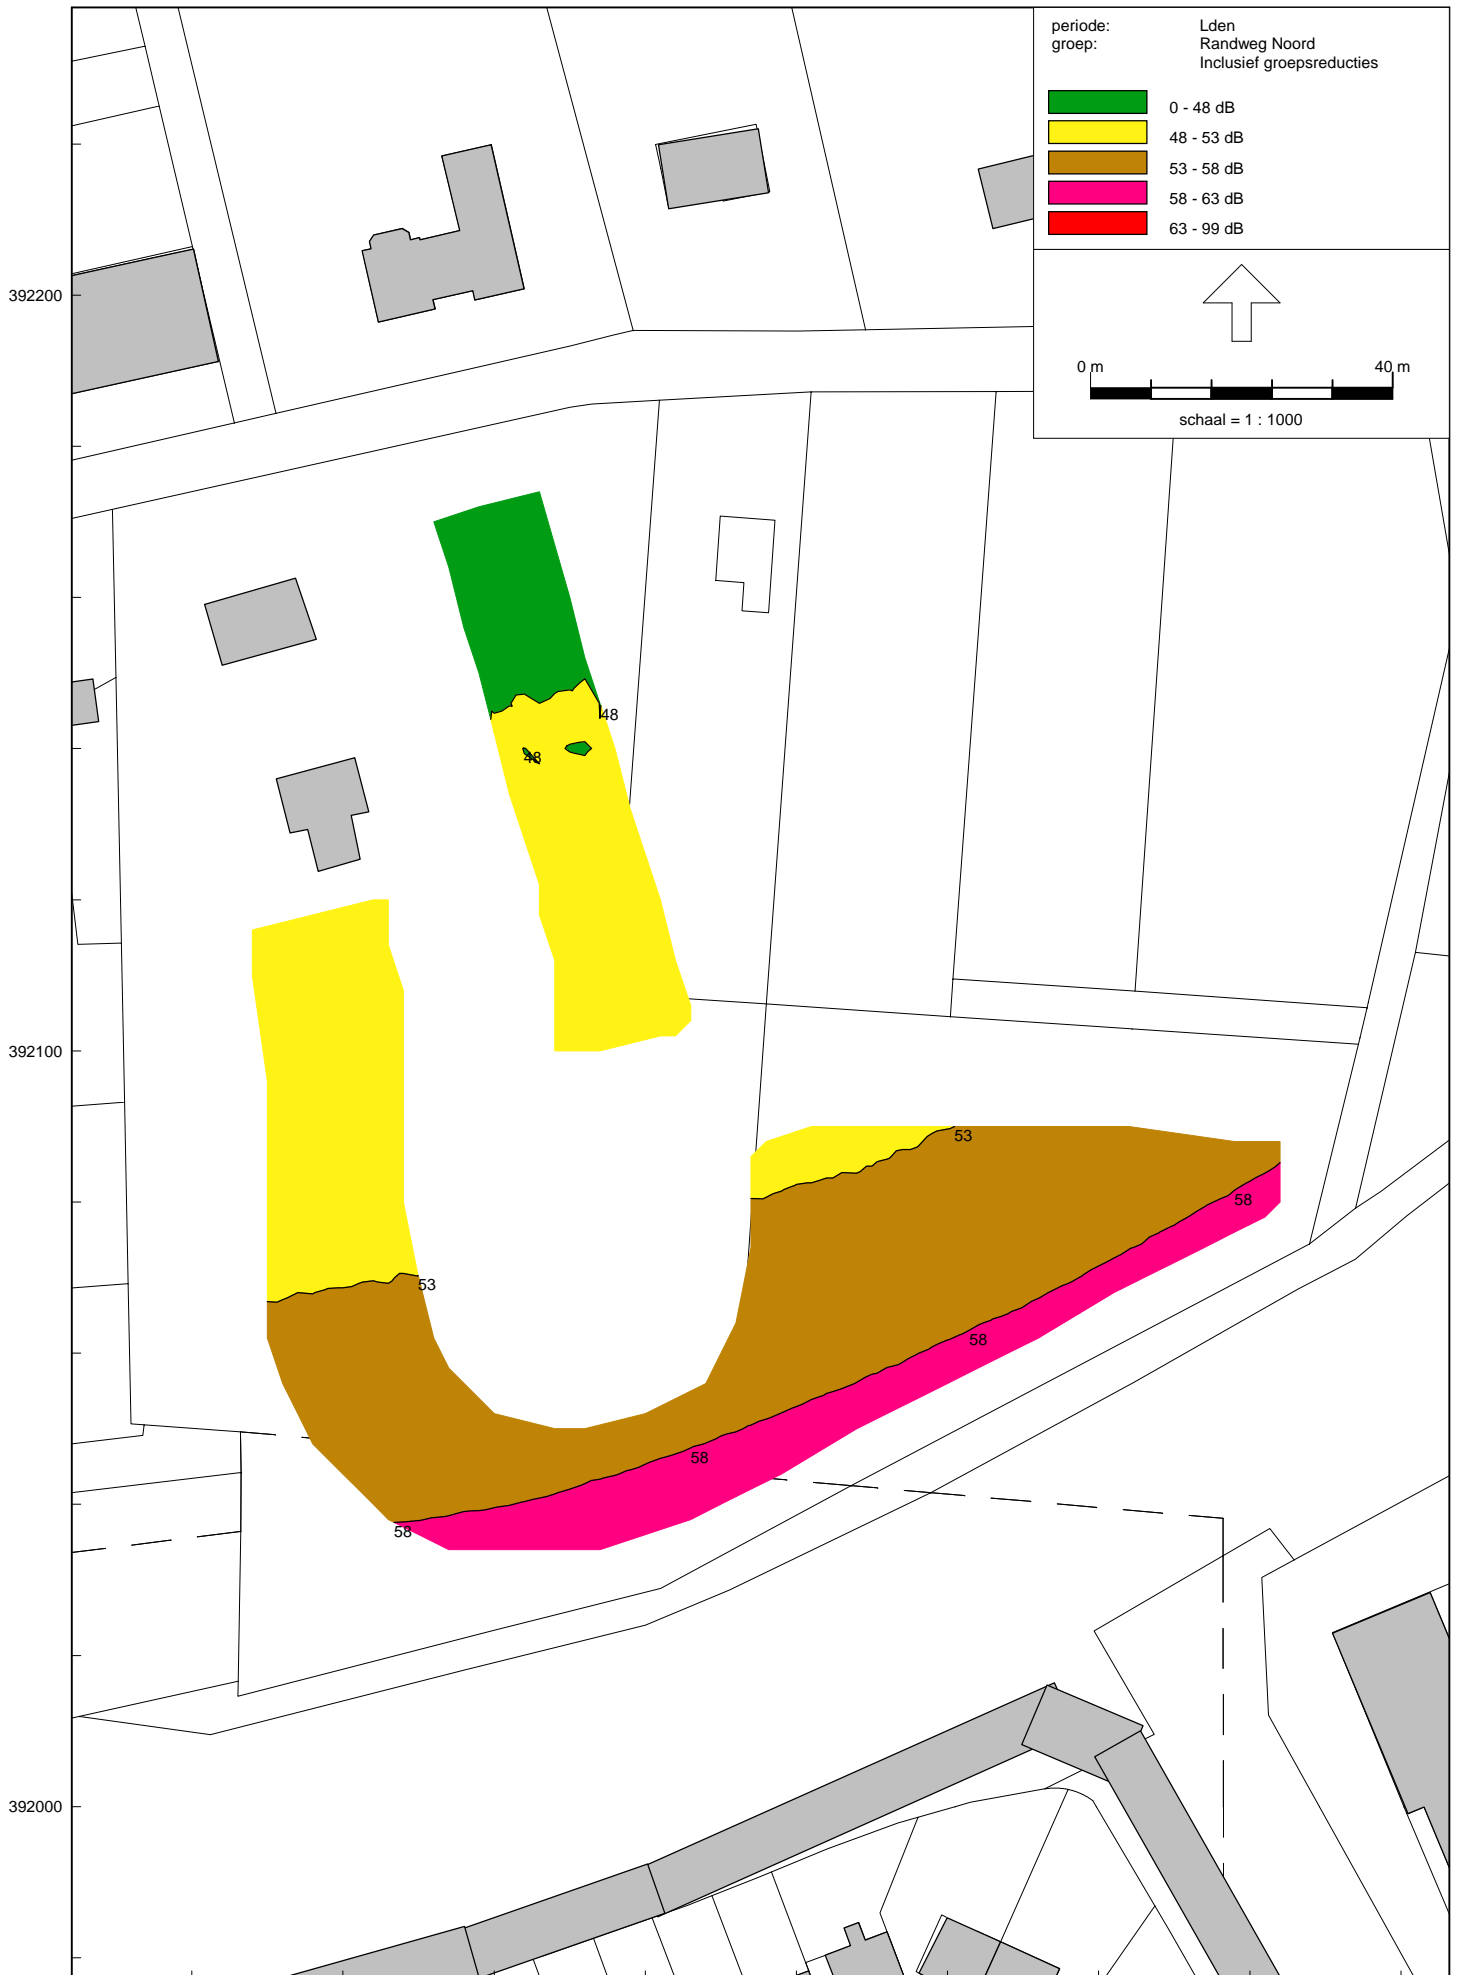 periode: Lden
groep: Randweg Noord
Inclusief groepsreducties
0 - 48 dB
48 - 53 dB
53 - 58 dB
58 - 63 dB
63 - 99 dB
0 m 40 m
schaal = 1 : 1000
392200
48
48
392100
53
58
53
58
58
58
392000